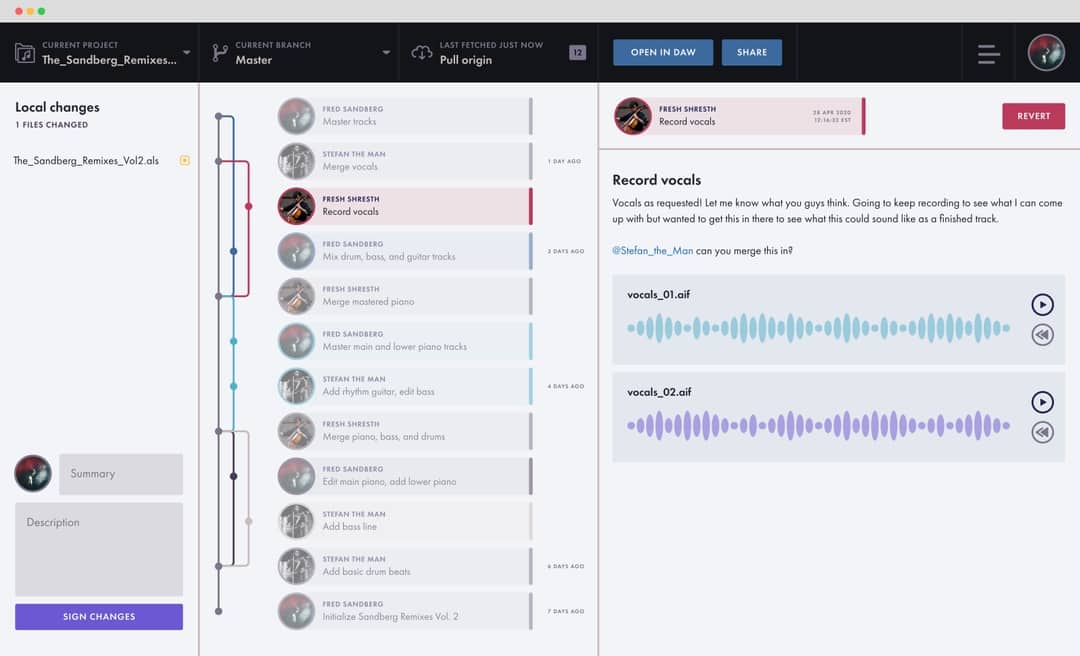 CURRENT PROJECT
The_Sandberg_Remixes...
CURRENT BRANCH
Master
LAST FETCHED JUST NOW
Pull origin
12
OPEN IN DAW
SHARE
Local changes
1 FILES CHANGED
The_Sandberg_Remixes_Vol2.als
Summary
Description
SIGN CHANGES
FRED SANDBERG
Master tracks
STEFAN THE MAN
Merge vocals
1 DAY AGO
FRESH SHRESTH
Record vocals
FRED SANDBERG
Mix drum, bass, and guitar tracks
2 DAYS AGO
FRESH SHRESTH
Merge mastered piano
FRED SANDBERG
Master main and lower piano tracks
STEFAN THE MAN
Add rhythm guitar, edit bass
4 DAYS AGO
FRESH SHRESTH
Merge piano, bass, and drums
FRED SANDBERG
Edit main piano, add lower piano
STEFAN THE MAN
Add bass line
STEFAN THE MAN
Add basic drum beats
6 DAYS AGO
FRED SANDBERG
Initialize Sandberg Remixes Vol. 2
7 DAYS AGO
FRESH SHRESTH
Record vocals
28 APR 2020
12:16:32 EST
REVERT
Record vocals
Vocals as requested! Let me know what you guys think. Going to keep recording to see what I can come
up with but wanted to get this in there to see what this could sound like as a finished track.
@Stefan_the_Man can you merge this in?
vocals_01.aif
vocals_02.aif